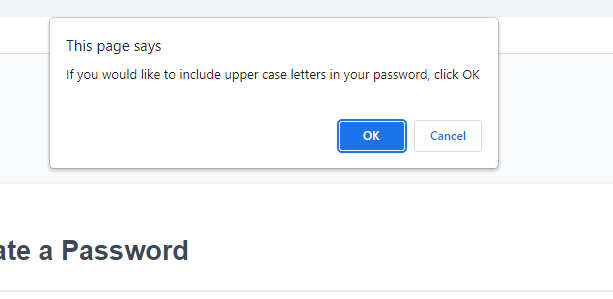 This page says
If you would like to include upper case letters in your password, click OK
OK
Cancel
a Password